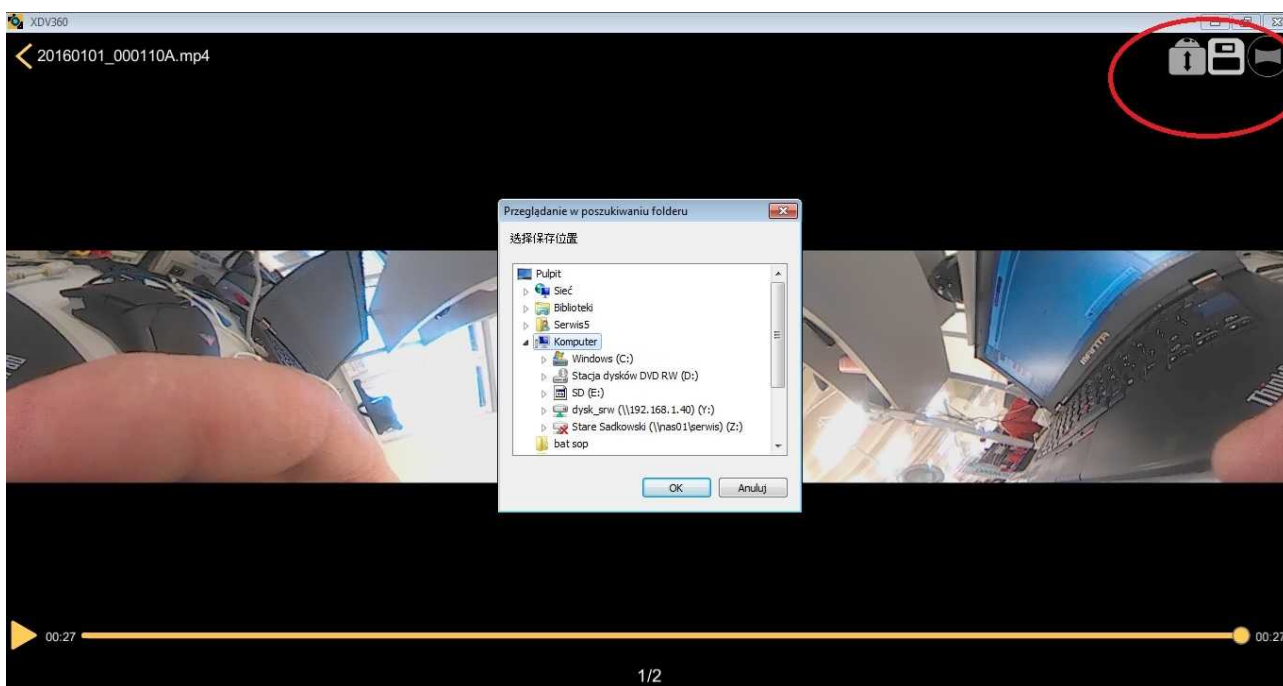 XDV360
20160101_000110A.mp4
Przeglądanie w poszukiwaniu folderu
选择保存位置
Pulpit
Sieć
Biblioteki
Serwis5
Komputer
Windows (C:)
Stacja dysków DVD RW (D:)
SD (E:)
dysk_srw (\\192.168.1.40) (Y:)
Stare Sadkowski (\\nas01\serwis) (Z:)
bat sop
OK Anuluj
MANTA
00:27 00:27
1/2